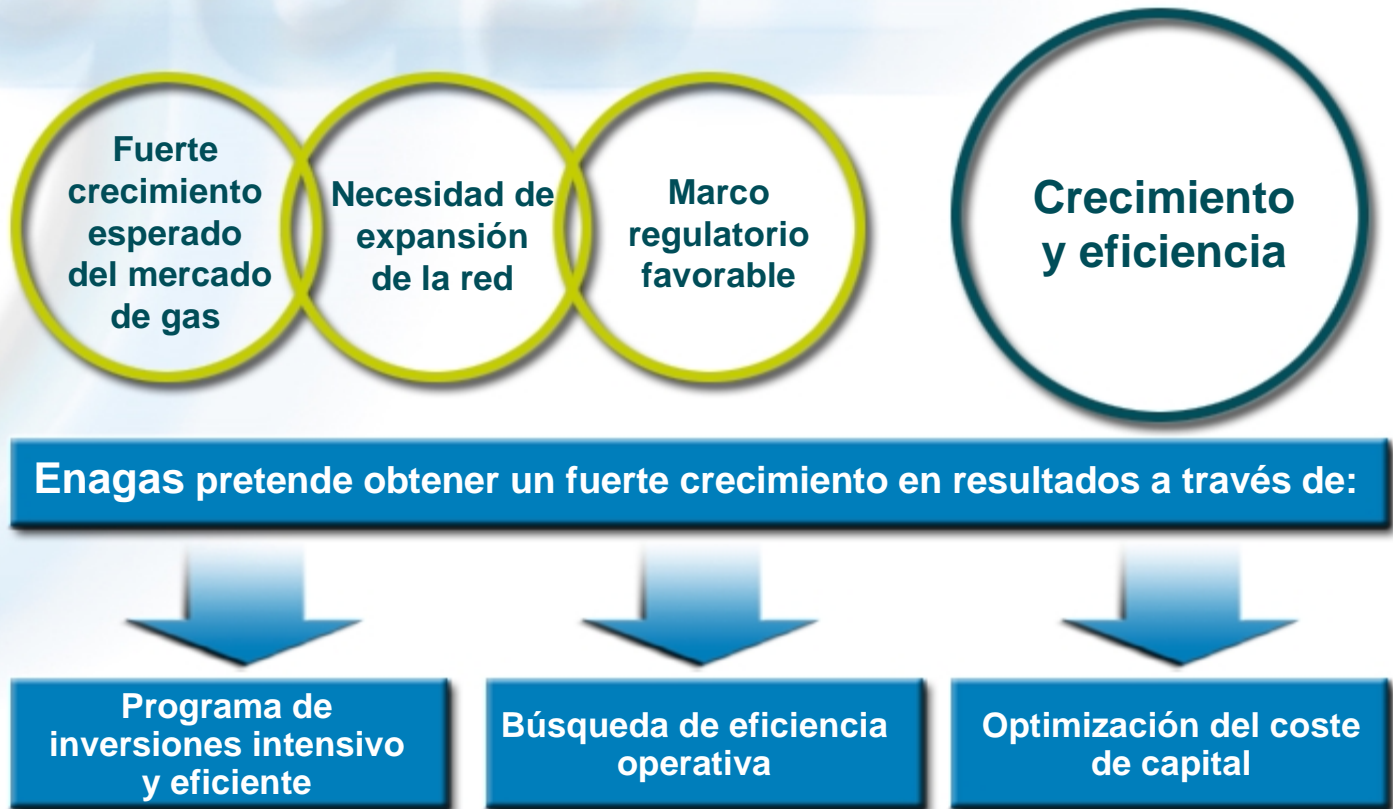 Fuerte
crecimiento
esperado
del mercado
de gas
Necesidad de
expansión
de la red
Marco
regulatorio
favorable
Crecimiento
y eficiencia
Enagas pretende obtener un fuerte crecimiento en resultados a través de:
Programa de
inversiones intensivo
y eficiente
Búsqueda de eficiencia
operativa
Optimización del coste
de capital